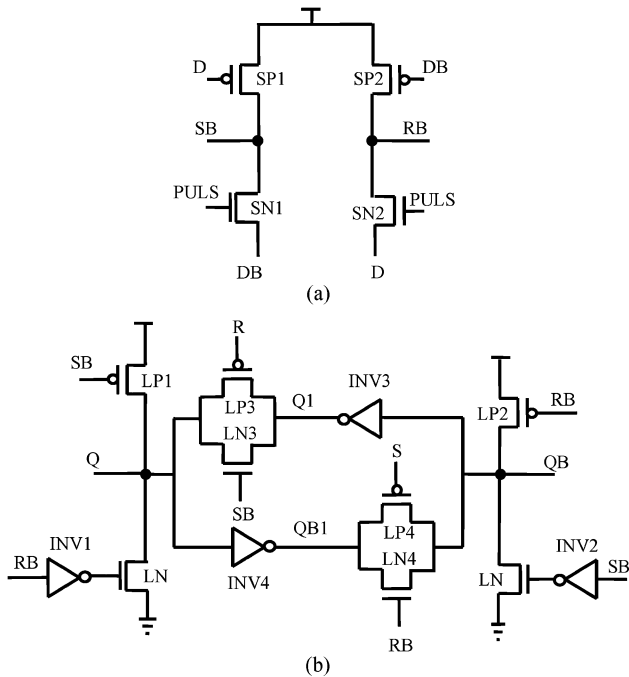 D
SP1
SP2
DB
SB
RB
PULS
SN1
SN2
PULS
DB
D
(a)
R
SB
LP1
LP3
LN3
Q1
INV3
LP2
RB
Q
S
QB
SB
QB1
LP4
LN4
INV1
INV4
INV2
RB
LN
LN
SB
RB
(b)